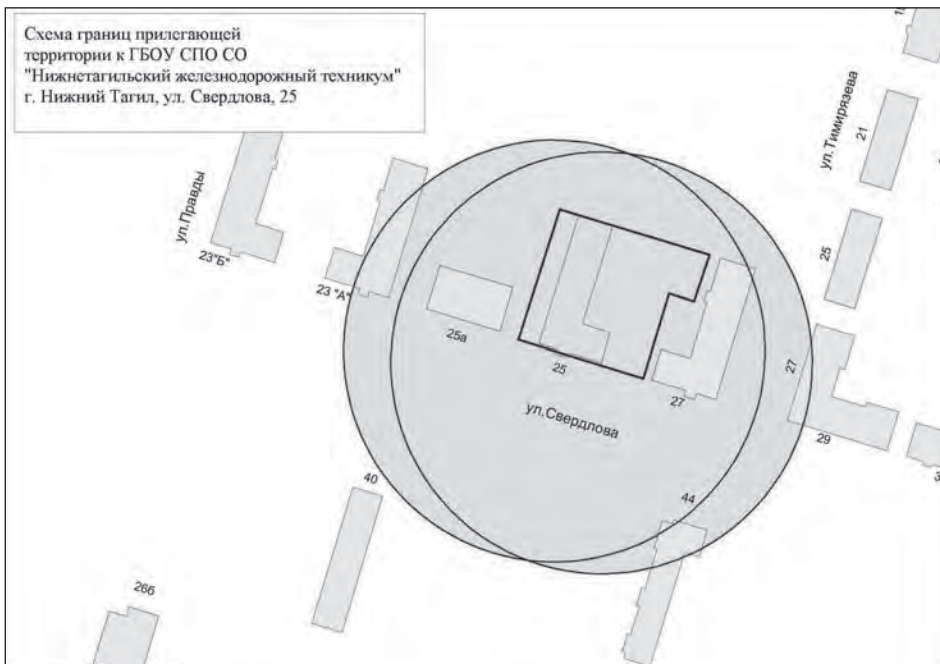 Схема границ прилегающей
территории к ГБОУ СПО СО
"Нижнетагильский железнодорожный техникум"
г. Нижний Тагил, ул. Свердлова, 25
ул.Тимирязева
21
ул.Правды
23"Б"
23 "А"
25
25а
25
27
27
ул.Свердлова
29
40
44
26б